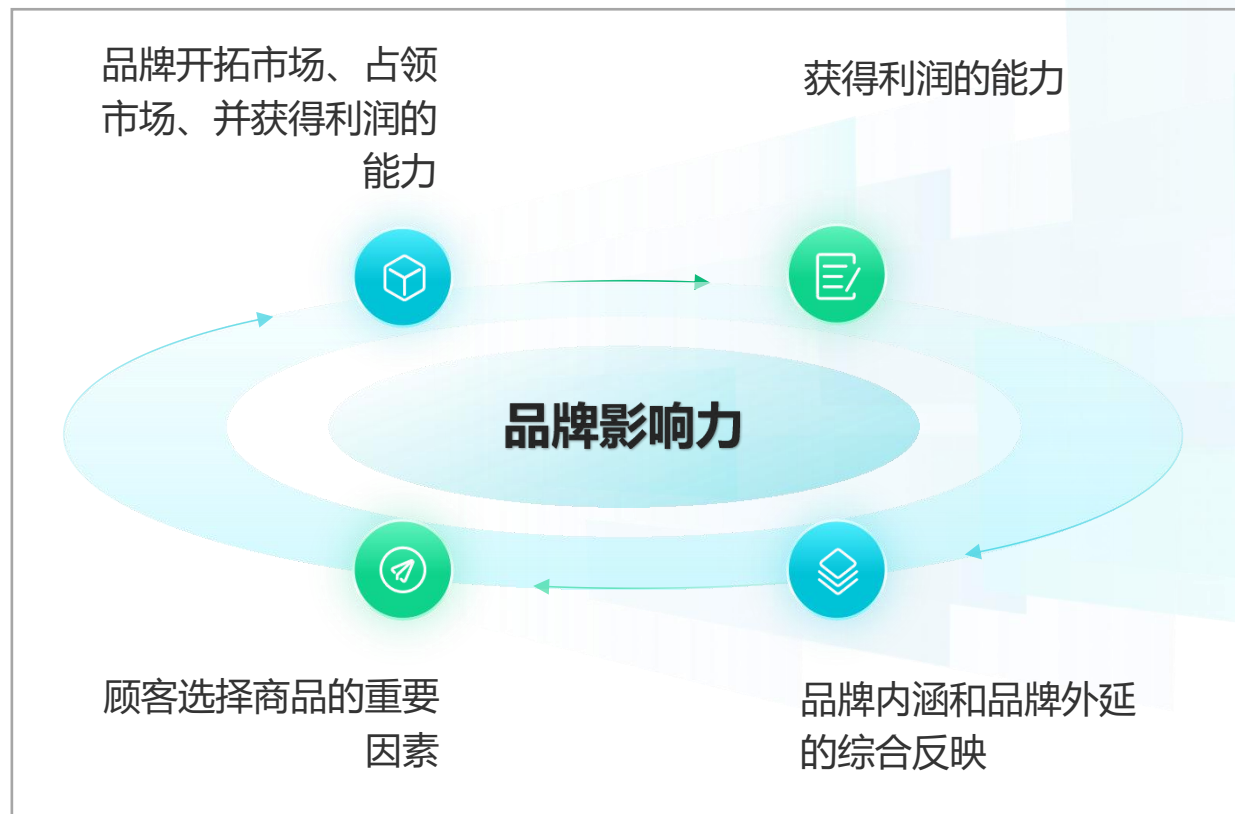 品牌开拓市场、占领
市场、并获得利润的
能力
获得利润的能力
品牌影响力
顾客选择商品的重要
因素
品牌内涵和品牌外延
的综合反映